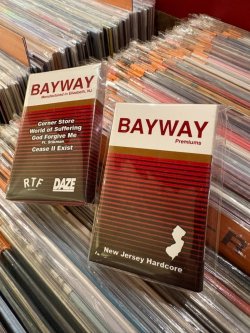 BAYWAY
Manufactured in Elizabeth, NJ
Corner Store
World of Suffering
God Forgive Me
Ft. Stikman
Cease II Exist
RTF
DAZE
BAYWAY
Premiums
New Jersey Hardcore